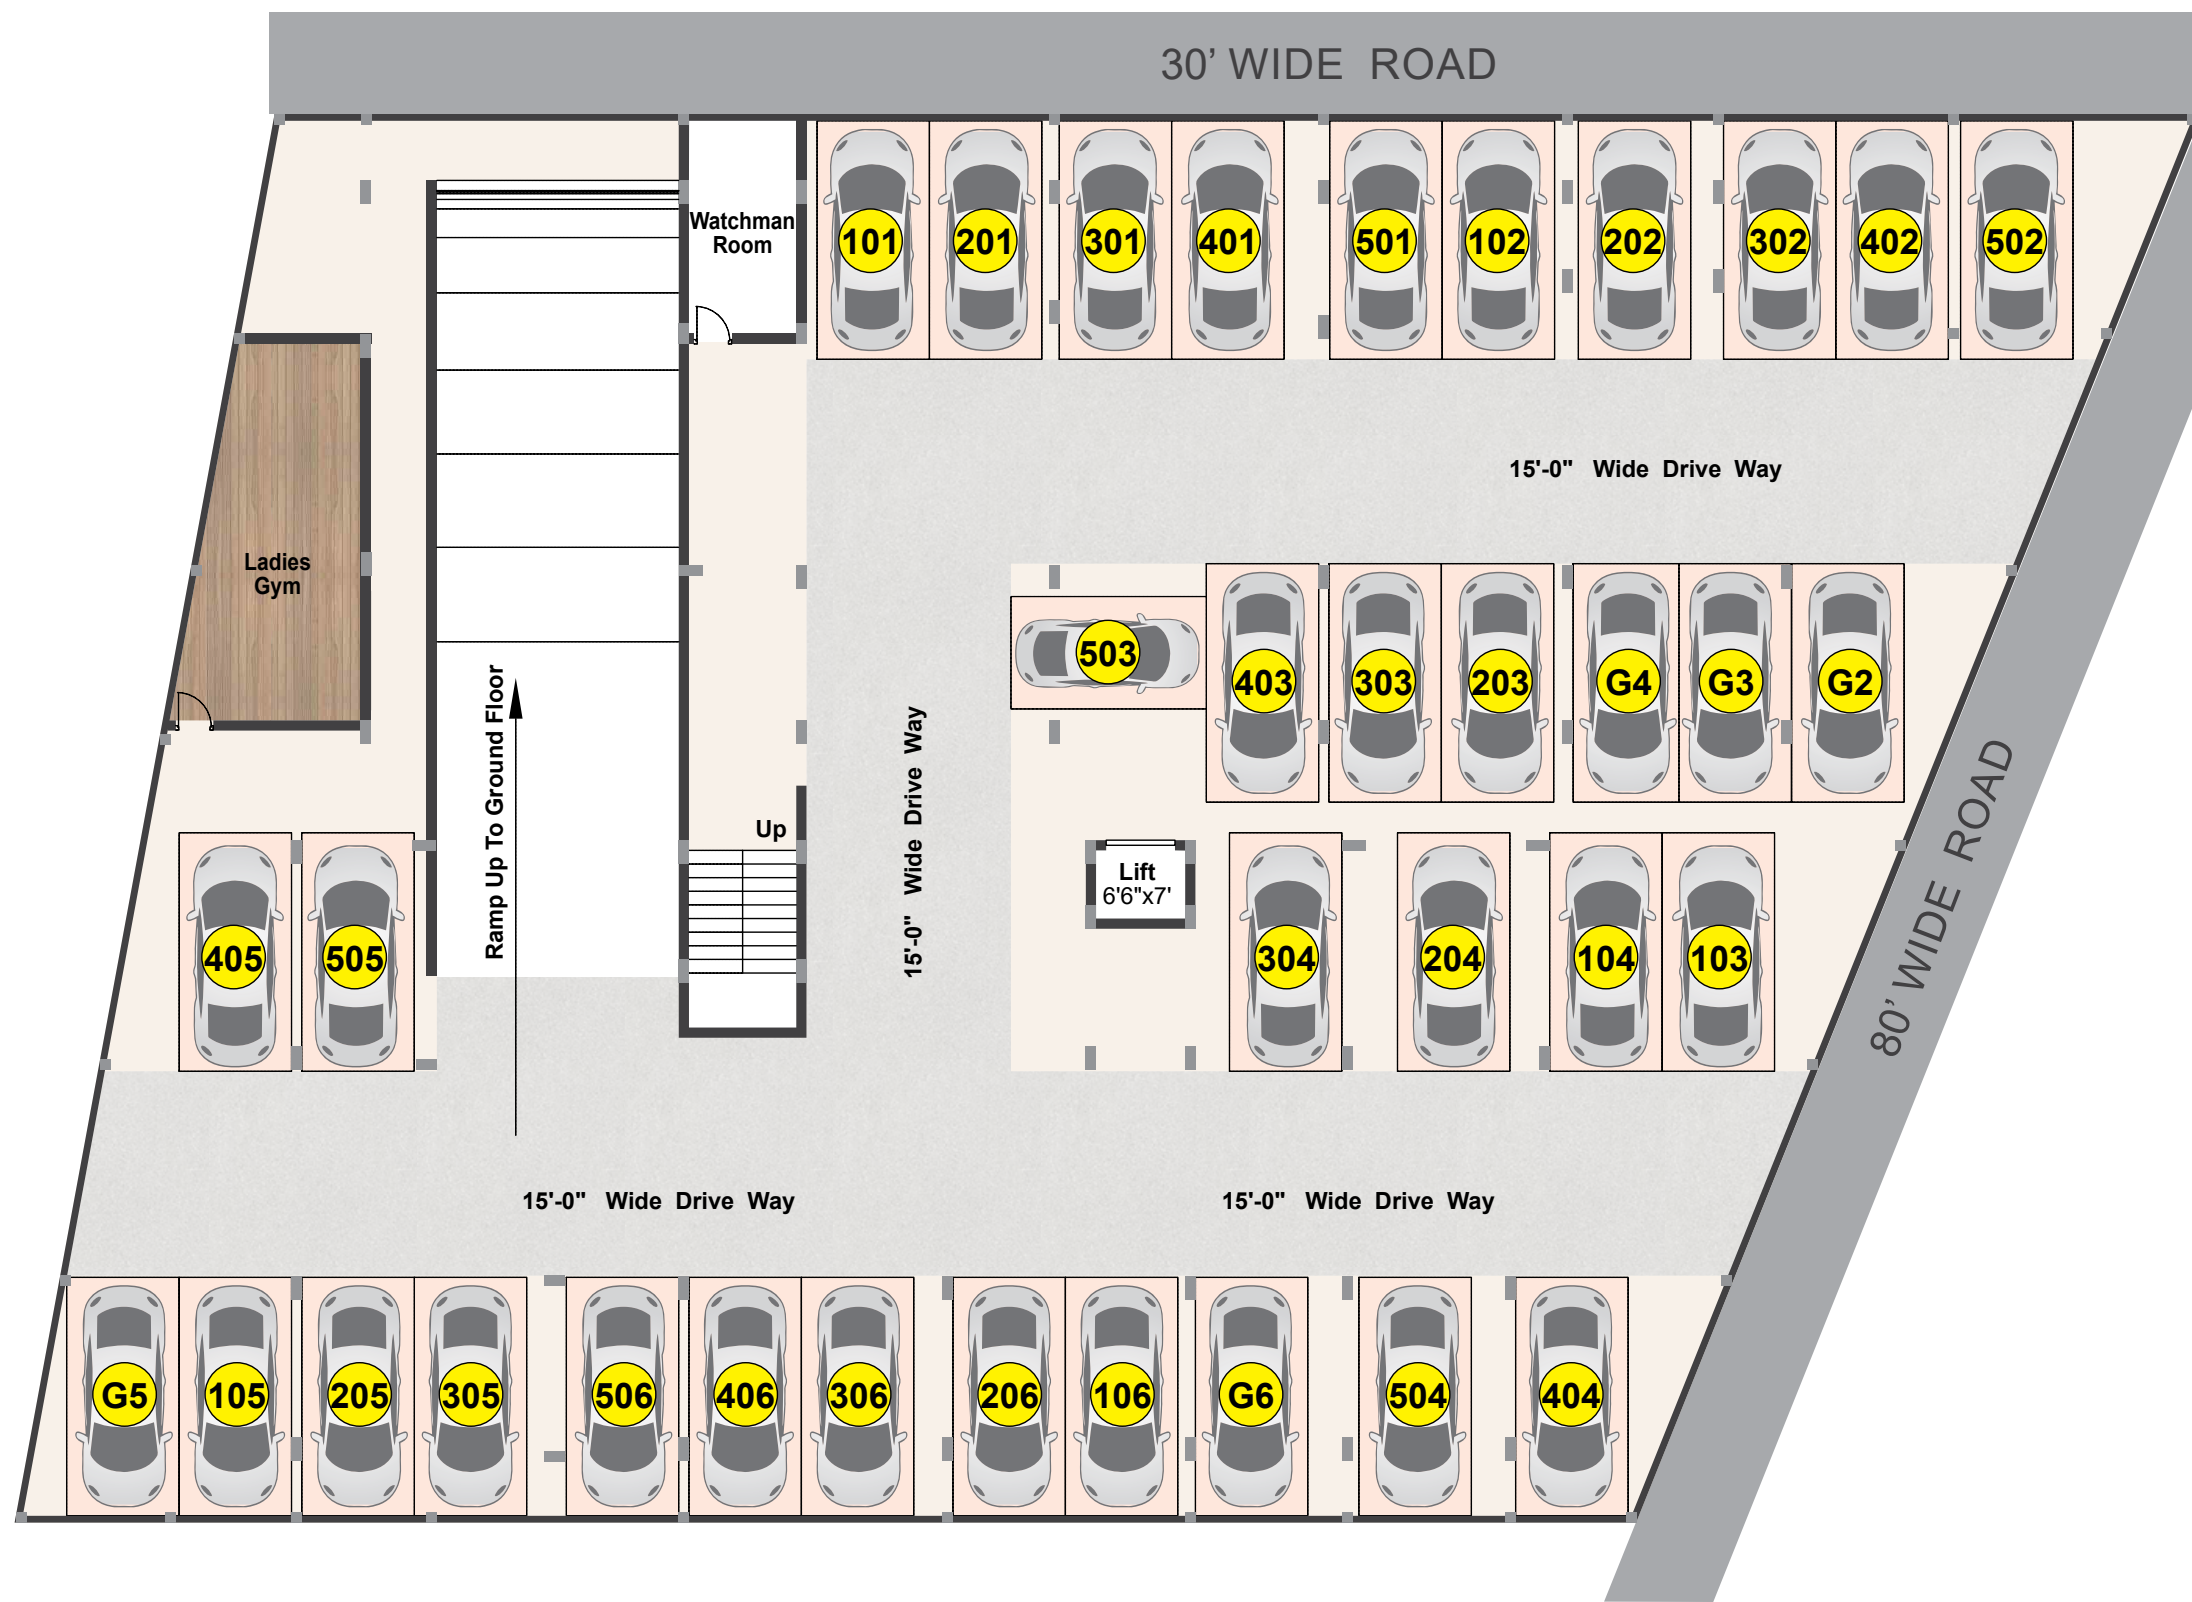 30’ WIDE ROAD
Watchman
Room
101
201
301
401
501
102
202
302
402
502
15'-0" Wide Drive Way
Ladies
Gym
503
403
303
203
G4
G3
G2
Ramp Up To Ground Floor
15'-0" Wide Drive Way
80’ WIDE ROAD
Up
Lift
6'6"x7'
405
505
304
204
104
103
15'-0" Wide Drive Way
15'-0" Wide Drive Way
G5
105
205
305
506
406
306
206
106
G6
504
404